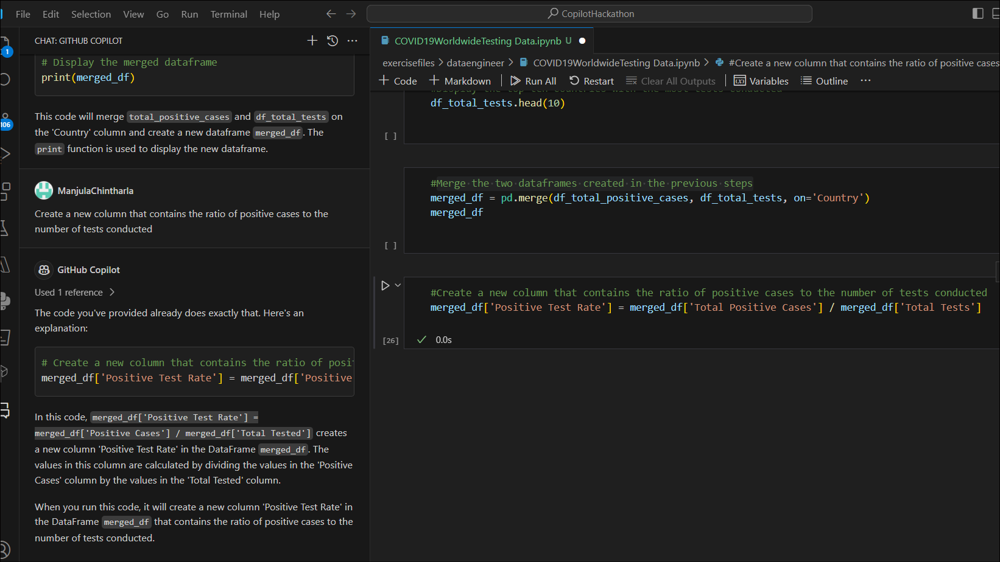 File Edit Selection View Go Run Terminal Help
CopilotHackathon
1
106
CHAT: GITHUB COPILOT
# Display the merged dataframe
print(merged_df)
This code will merge total_positive_cases and df_total_tests on
the 'Country' column and create a new dataframe merged_df. The
print function is used to display the new dataframe.
ManjulaChintharla
Create a new column that contains the ratio of positive cases to the
number of tests conducted
GitHub Copilot
Used 1 reference
The code you've provided already does exactly that. Here's an
explanation:
# Create a new column that contains the ratio of posit
merged_df['Positive Test Rate'] = merged_df['Positive
In this code, merged_df['Positive Test Rate'] =
merged_df['Positive Cases'] / merged_df['Total Tested'] creates
a new column 'Positive Test Rate' in the DataFrame merged_df. The
values in this column are calculated by dividing the values in the 'Positive
Cases' column by the values in the 'Total Tested' column.
When you run this code, it will create a new column 'Positive Test Rate' in
the DataFrame merged_df that contains the ratio of positive cases to the
number of tests conducted.
COVID19WorldwideTesting Data.ipynb U
exercisefiles > dataengineer > COVID19WorldwideTesting Data.ipynb > #Create a new column that contains the ratio of positive cases
+ Code + Markdown Run All Restart Clear All Outputs Variables Outline ...
#Display the top ten countries with the most tests conducted
df_total_tests.head(10)
[ ]
#Merge the two dataframes created in the previous steps
merged_df = pd.merge(df_total_positive_cases, df_total_tests, on='Country')
merged_df
[ ]
#Create a new column that contains the ratio of positive cases to the number of tests conducted
merged_df['Positive Test Rate'] = merged_df['Total Positive Cases'] / merged_df['Total Tests']
[26] 0.0s